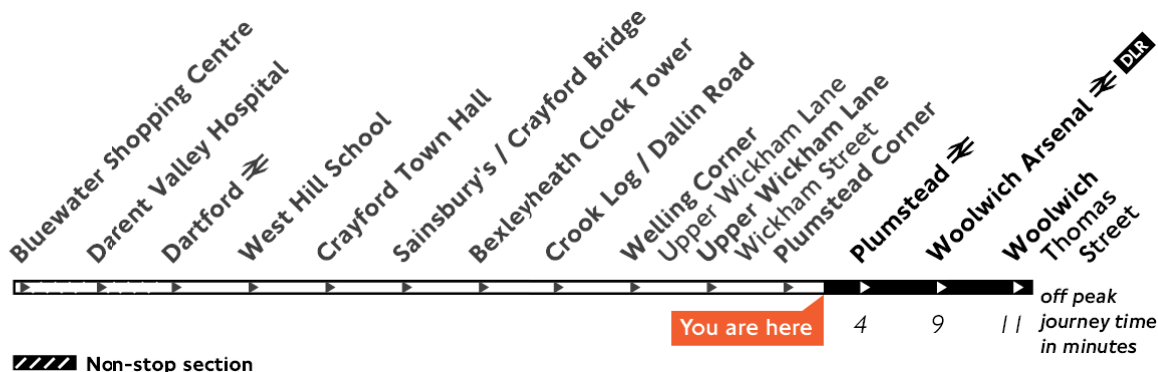 Bluewater Shopping Centre
Darent Valley Hospital
Dartford
West Hill School
Crayford Town Hall
Sainsbury's / Crayford Bridge
Bexleyheath Clock Tower
Crook Log / Dallin Road
Welling Corner
Upper Wickham Lane
Upper Wickham Lane
Wickham Street
Plumstead Corner
Plumstead
Woolwich Arsenal DLR
Woolwich
Thomas
Street
You are here
4 9 11
off peak
journey time
in minutes
Non-stop section